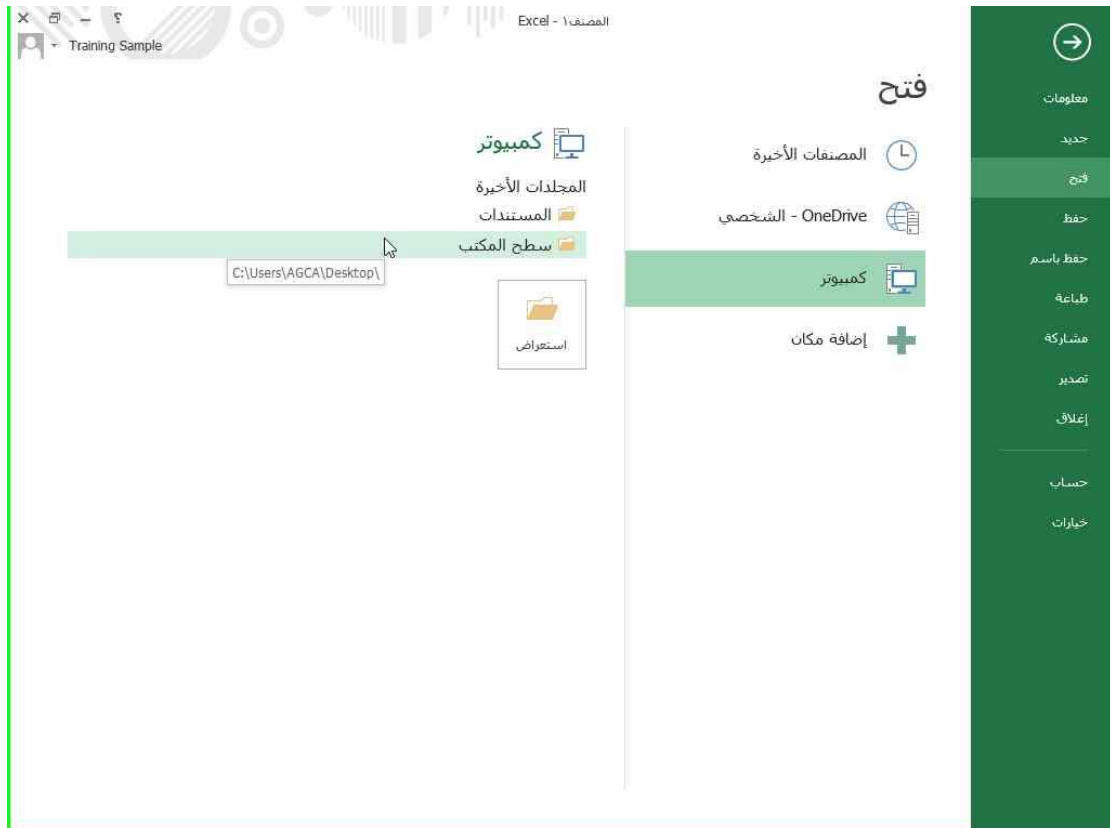 المصنف١ - Excel
؟
Training Sample
معلومات
جديد
فتح
حفظ
حفظ باسم
طباعة
مشاركة
تصدير
إغلاق
حساب
خيارات
فتح
المصنفات الأخيرة
OneDrive - الشخصي
كمبيوتر
إضافة مكان
كمبيوتر
المجلدات الأخيرة
المستندات
سطح المكتب
C:\Users\AGCA\Desktop\
استعراض